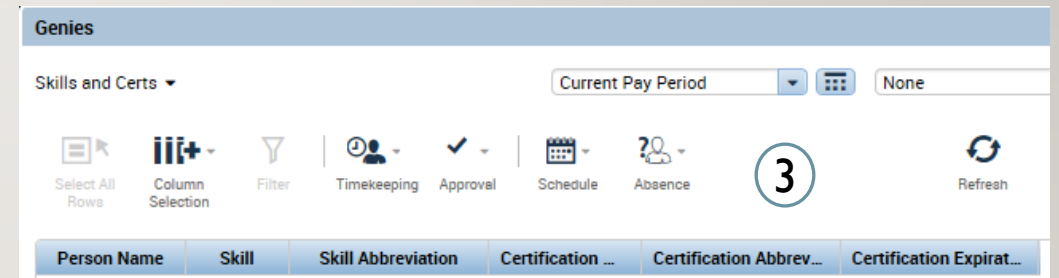 Genies
Skills and Certs
Current Pay Period
None
Select All Rows
Column Selection
Filter
Timekeeping
Approval
Schedule
Absence
3
Refresh
Person Name Skill Skill Abbreviation Certification ... Certification Abbrev... Certification Expirat...